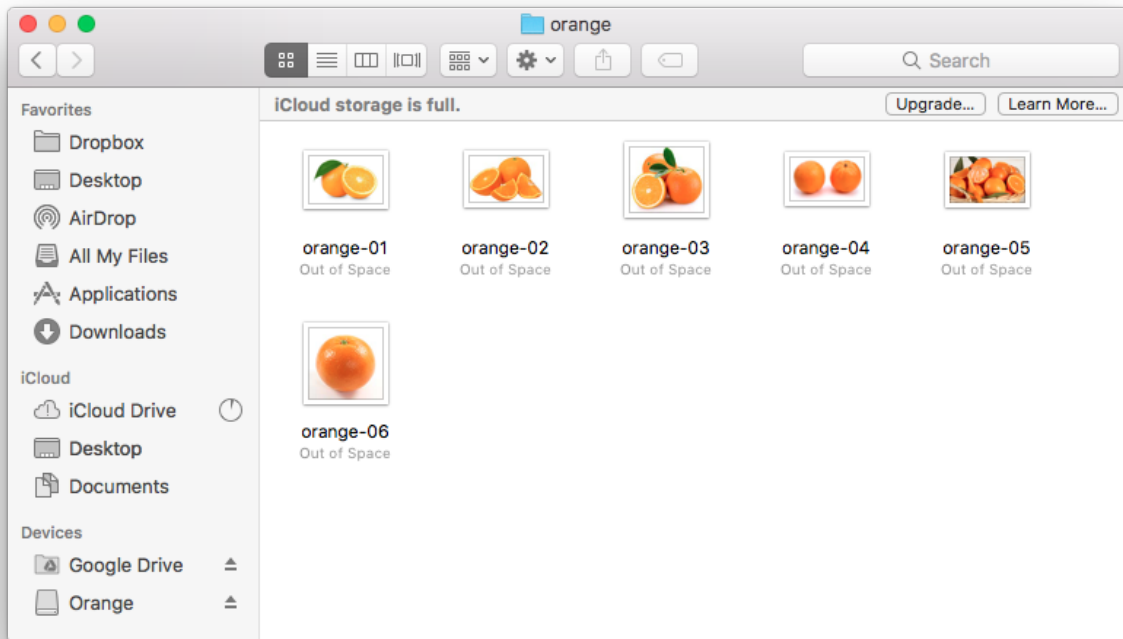 orange
Search
Favorites
Dropbox
Desktop
AirDrop
All My Files
Applications
Downloads
iCloud
iCloud Drive
Desktop
Documents
Devices
Google Drive
Orange
iCloud storage is full.
Upgrade...
Learn More...
orange-01
Out of Space
orange-02
Out of Space
orange-03
Out of Space
orange-04
Out of Space
orange-05
Out of Space
orange-06
Out of Space